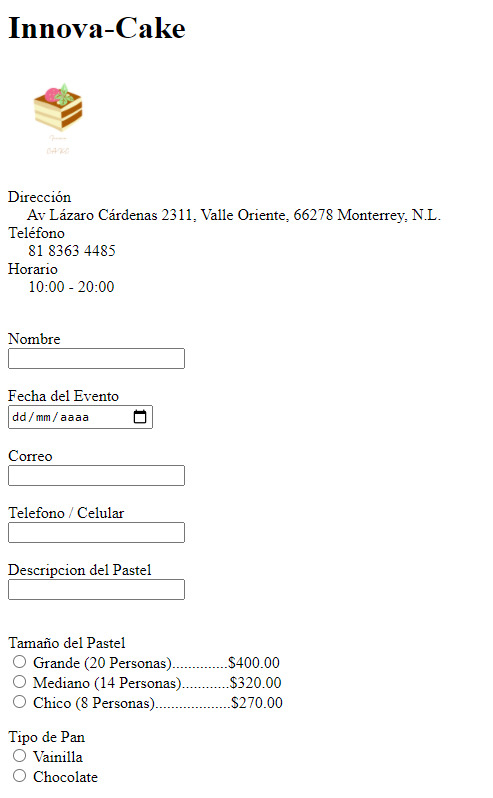 Innova-Cake
CAKE
Dirección
Av Lázaro Cárdenas 2311, Valle Oriente, 66278 Monterrey, N.L.
Teléfono
81 8363 4485
Horario
10:00 - 20:00
Nombre
Fecha del Evento
dd/mm/aaaa
Correo
Telefono / Celular
Descripcion del Pastel
Tamaño del Pastel
Grande (20 Personas)..............$400.00
Mediano (14 Personas)............$320.00
Chico (8 Personas)...................$270.00
Tipo de Pan
Vainilla
Chocolate